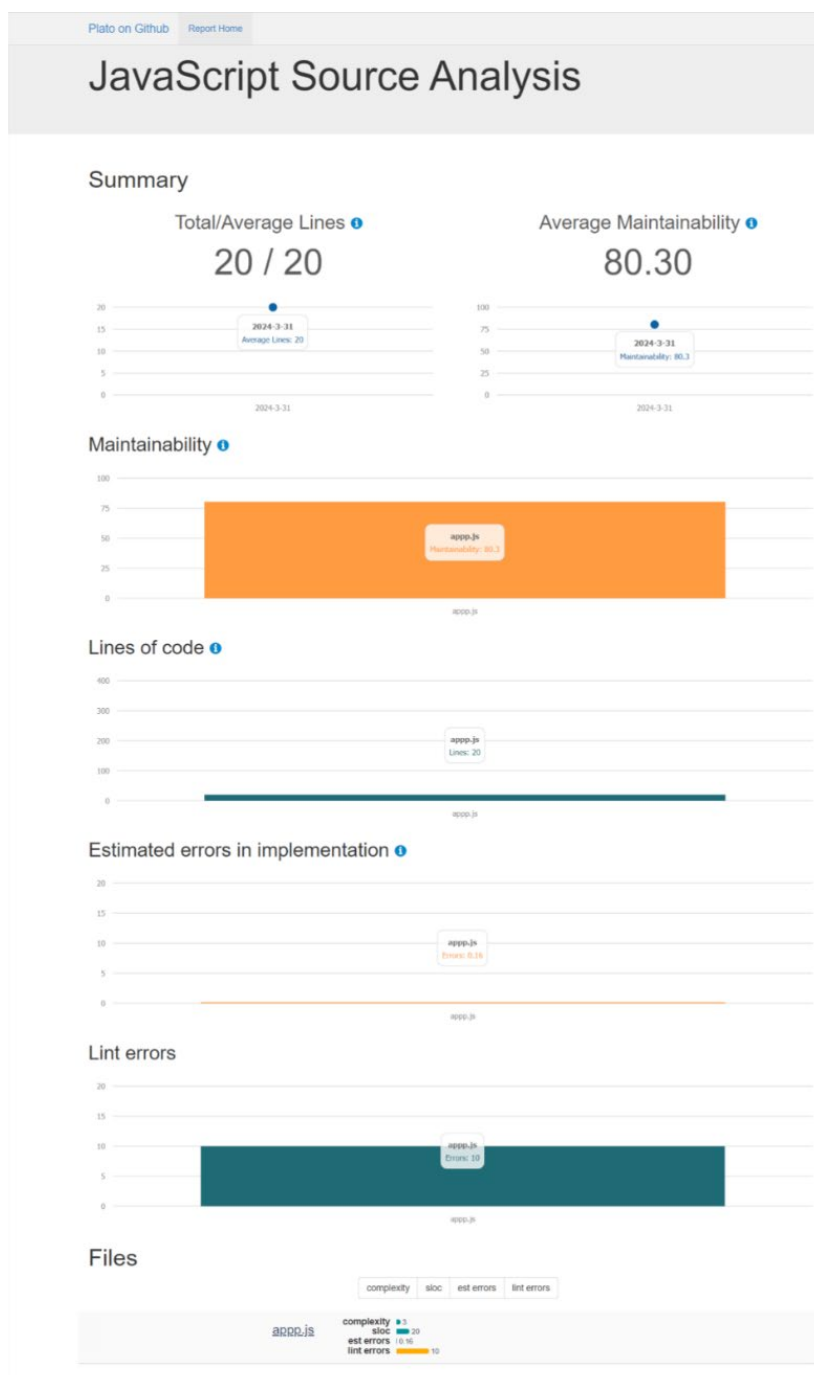 Plato on Github Report Home
JavaScript Source Analysis
Summary
Total/Average Lines
20 / 20
20
15
10
5
0
2024-3-31
Average Lines: 20
2024-3-31
Average Maintainability
80.30
100
75
50
25
0
2024-3-31
Maintainability: 80.3
2024-3-31
Maintainability
100
75
50
25
0
appp.js
Maintainability: 80.3
appp.js
Lines of code
400
300
200
100
0
appp.js
Lines: 20
appp.js
Estimated errors in implementation
20
15
10
5
0
appp.js
Errors: 0.16
appp.js
Lint errors
20
15
10
5
0
appp.js
Errors: 10
appp.js
Files
complexity sloc est errors lint errors
appp.js
complexity 3
sloc 20
est errors 0.16
lint errors 10